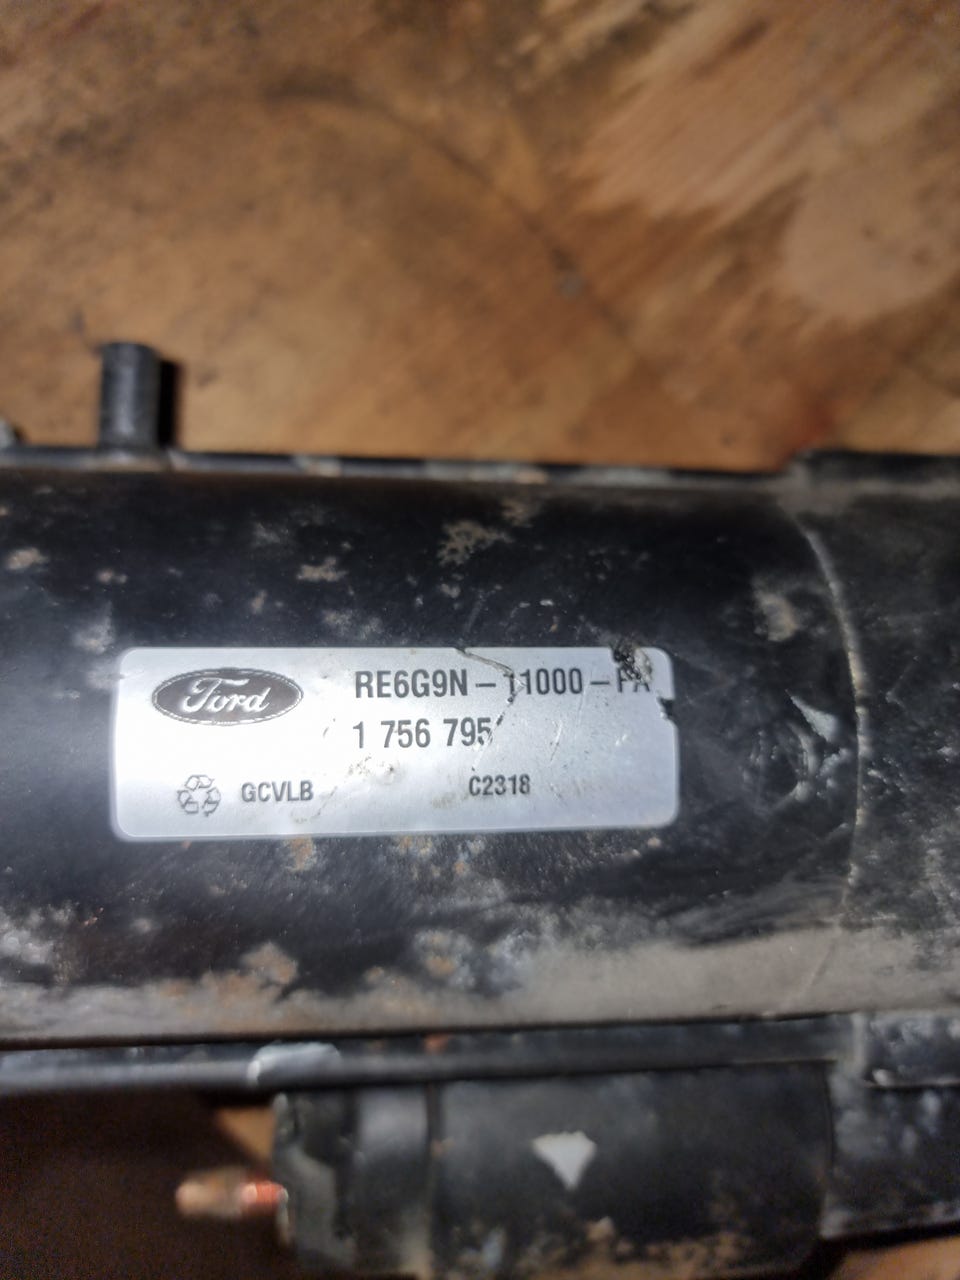 Ford
RE6G9N-11000-FA
1 756 795
GCVLB
C2318